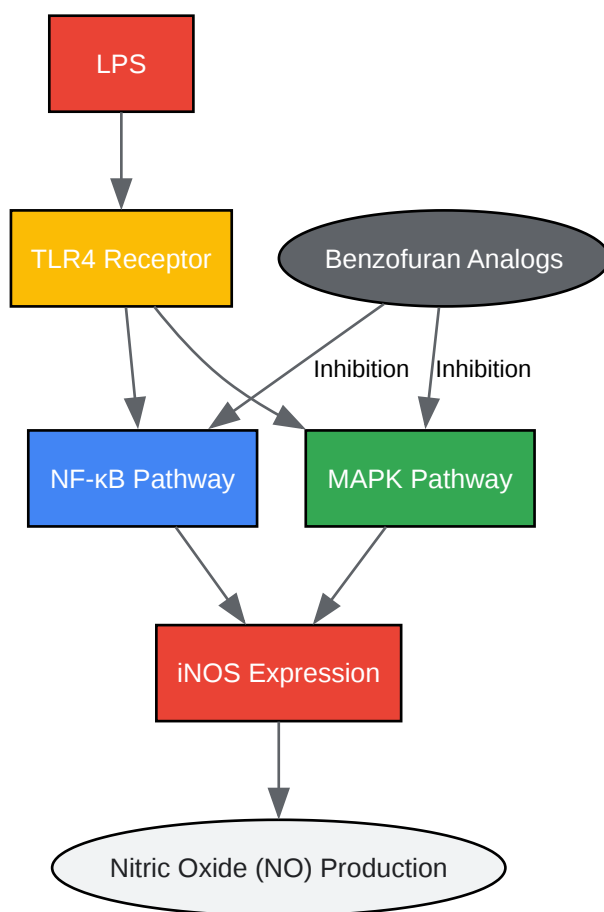 LPS
TLR4 Receptor
Benzofuran Analogs
Inhibition
Inhibition
NF-κB Pathway
MAPK Pathway
iNOS Expression
Nitric Oxide (NO) Production